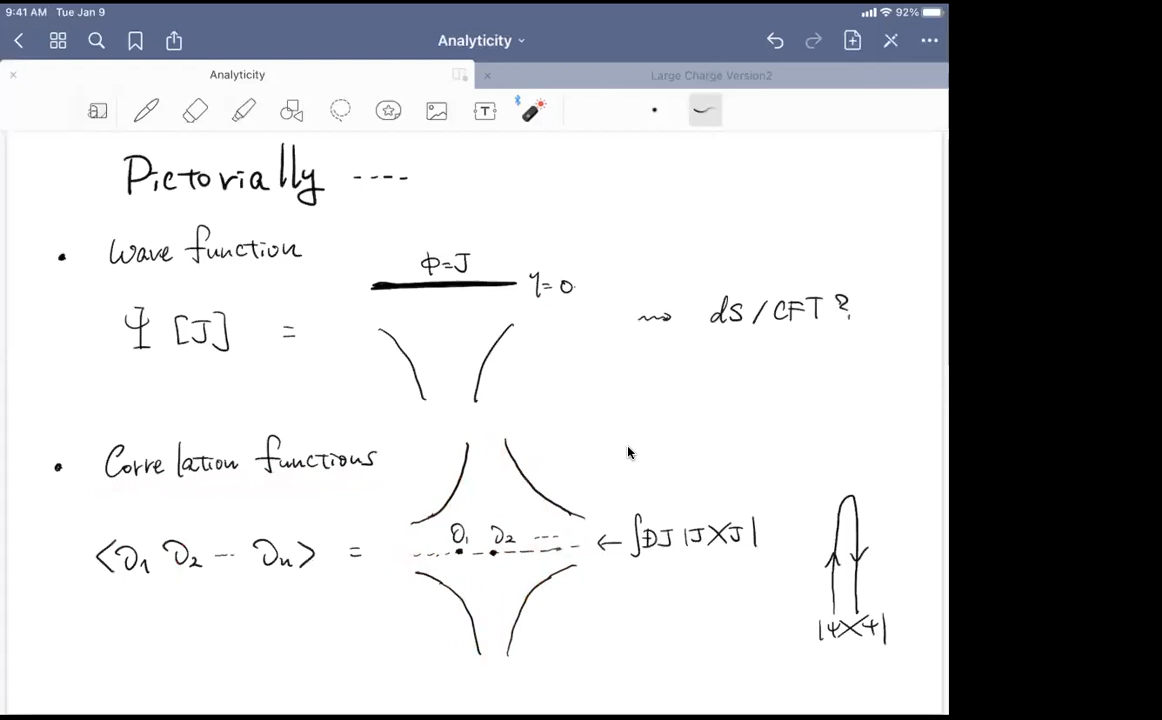 9:41 AM Tue Jan 9
92%
Analyticity
Analyticity
Large Charge Version2
T
Pictorially ----
• Wave function
Φ=J
η=0
Ψ [J] =
⇝ dS/CFT?
• Correlation functions
<O1 O2 ... On> =
O1 O2 ---
← ∫DJ |J><J|
|Ψ><Ψ|